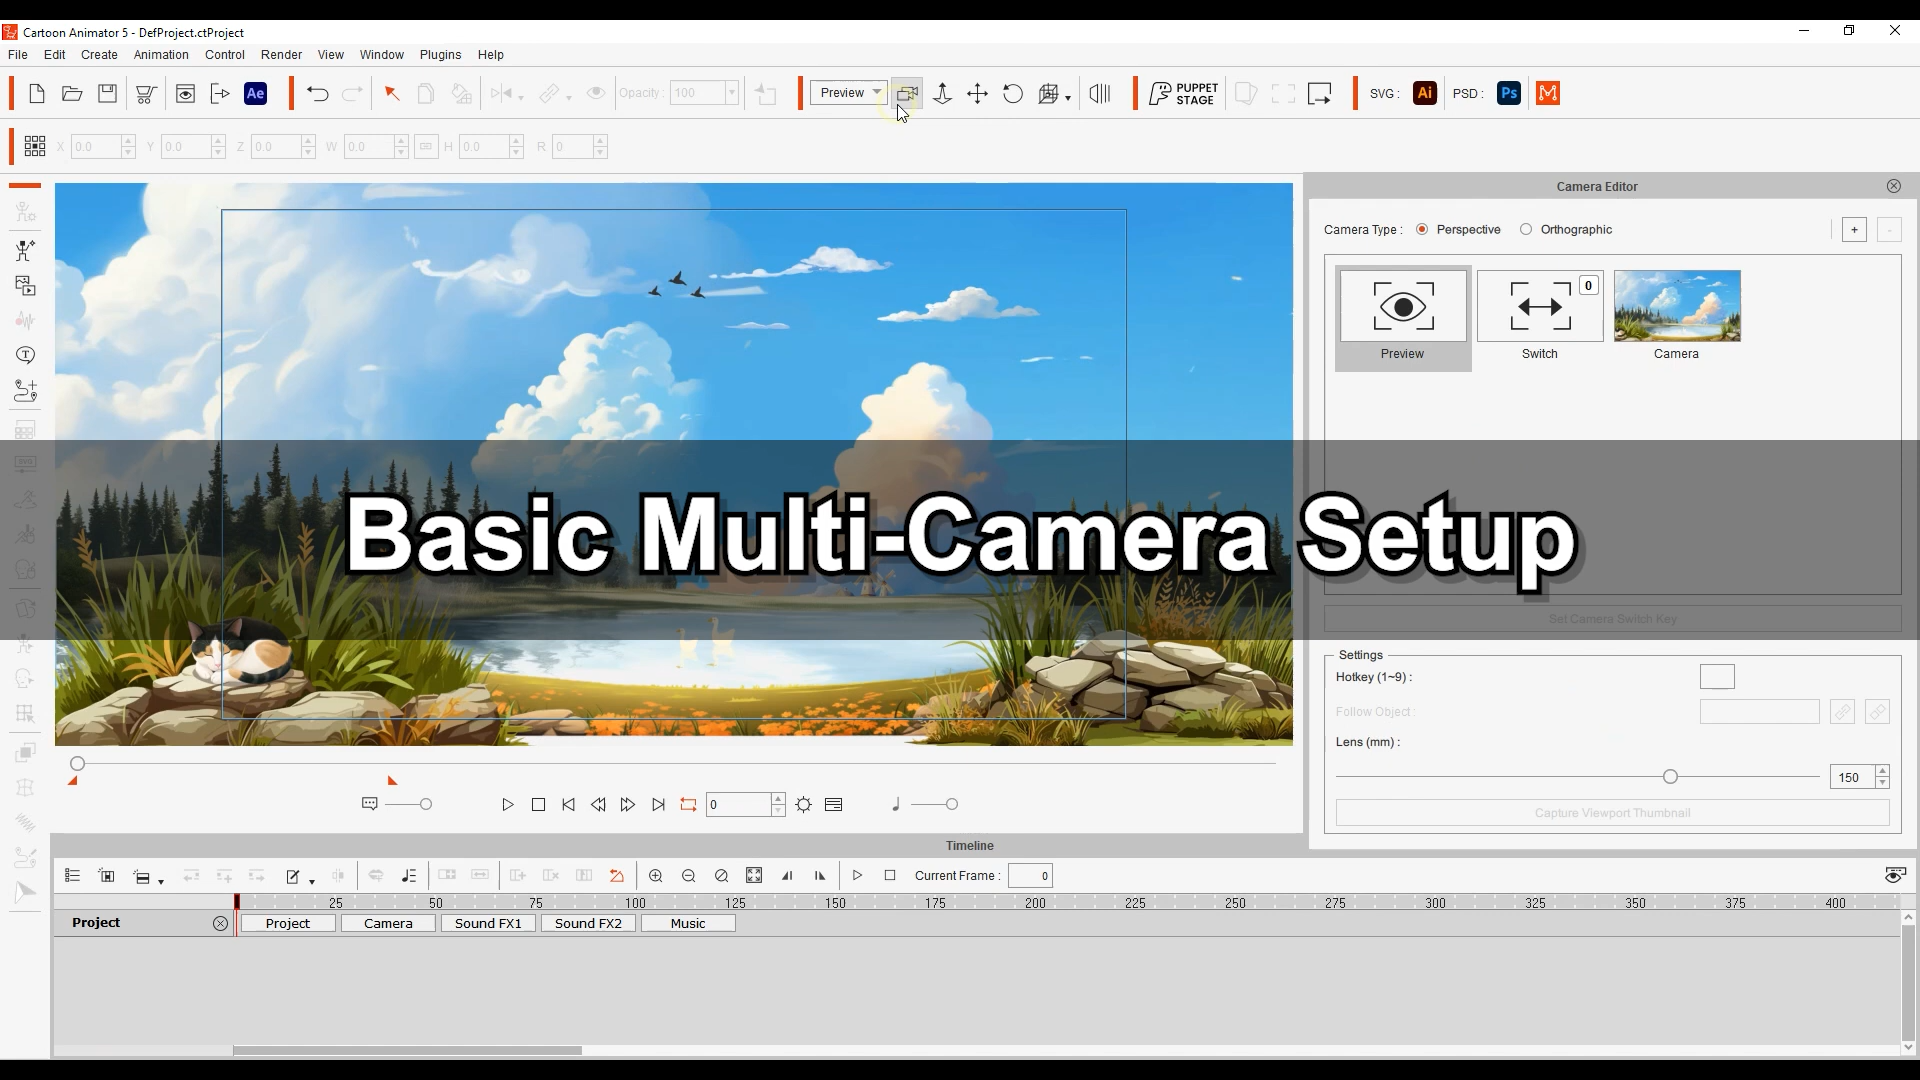 Cartoon Animator 5 - DefProject.ctProject
File Edit Create Animation Control Render View Window Plugins Help
Ae Opacity : 100 Preview PUPPET STAGE SVG : Ai PSD : Ps
X 0.0 Y 0.0 Z 0.0 W 0.0 H 0.0 R 0
Camera Editor
Camera Type : Perspective Orthographic + -
0
Preview Switch Camera
Basic Multi-Camera Setup
Set Camera Switch Key
Settings
Hotkey (1~9) :
Follow Object :
Lens (mm) :
150
0
Capture Viewport Thumbnail
Timeline
Current Frame : 0
25 50 75 100 125 150 175 200 225 250 275 300 325 350 375 400
Project Project Camera Sound FX1 Sound FX2 Music